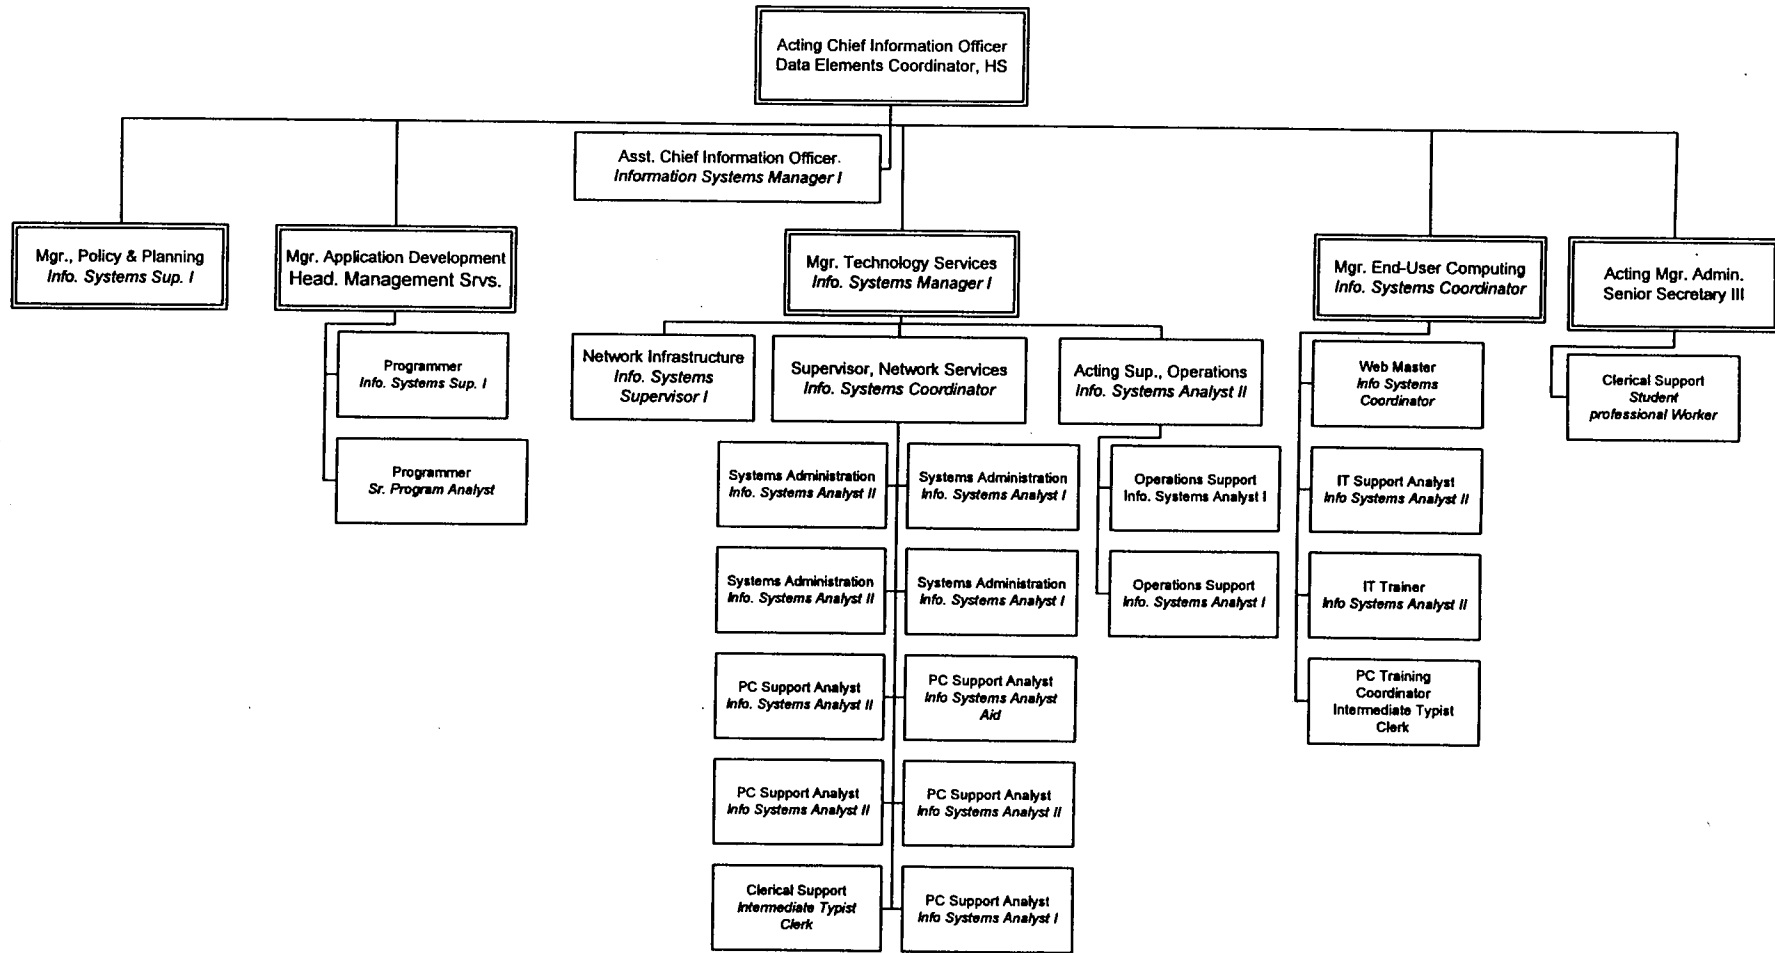 Acting Chief Information Officer
Data Elements Coordinator, HS
Asst. Chief Information Officer.
Information Systems Manager I
Mgr., Policy & Planning
Info. Systems Sup. I
Mgr. Application Development
Head. Management Srvs.
Mgr. Technology Services
Info. Systems Manager I
Mgr. End-User Computing
Info. Systems Coordinator
Acting Mgr. Admin.
Senior Secretary III
Programmer
Info. Systems Sup. I
Programmer
Sr. Program Analyst
Network Infrastructure
Info. Systems
Supervisor I
Supervisor, Network Services
Info. Systems Coordinator
Acting Sup., Operations
Info. Systems Analyst II
Web Master
Info Systems
Coordinator
Clerical Support
Student
professional Worker
Systems Administration
Info. Systems Analyst II
Systems Administration
Info. Systems Analyst I
Operations Support
Info. Systems Analyst I
IT Support Analyst
Info Systems Analyst II
Systems Administration
Info. Systems Analyst II
Systems Administration
Info. Systems Analyst I
Operations Support
Info. Systems Analyst I
IT Trainer
Info Systems Analyst II
PC Support Analyst
Info. Systems Analyst II
PC Support Analyst
Info Systems Analyst
Aid
PC Training
Coordinator
Intermediate Typist
Clerk
PC Support Analyst
Info Systems Analyst II
PC Support Analyst
Info Systems Analyst II
Clerical Support
Intermediate Typist
Clerk
PC Support Analyst
Info Systems Analyst I